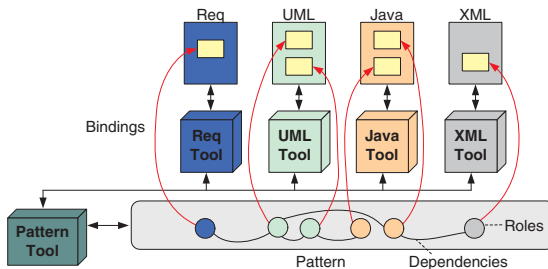 Req
UML
Java
XML
Bindings
Req
Tool
UML
Tool
Java
Tool
XML
Tool
Pattern
Tool
Roles
Pattern
Dependencies